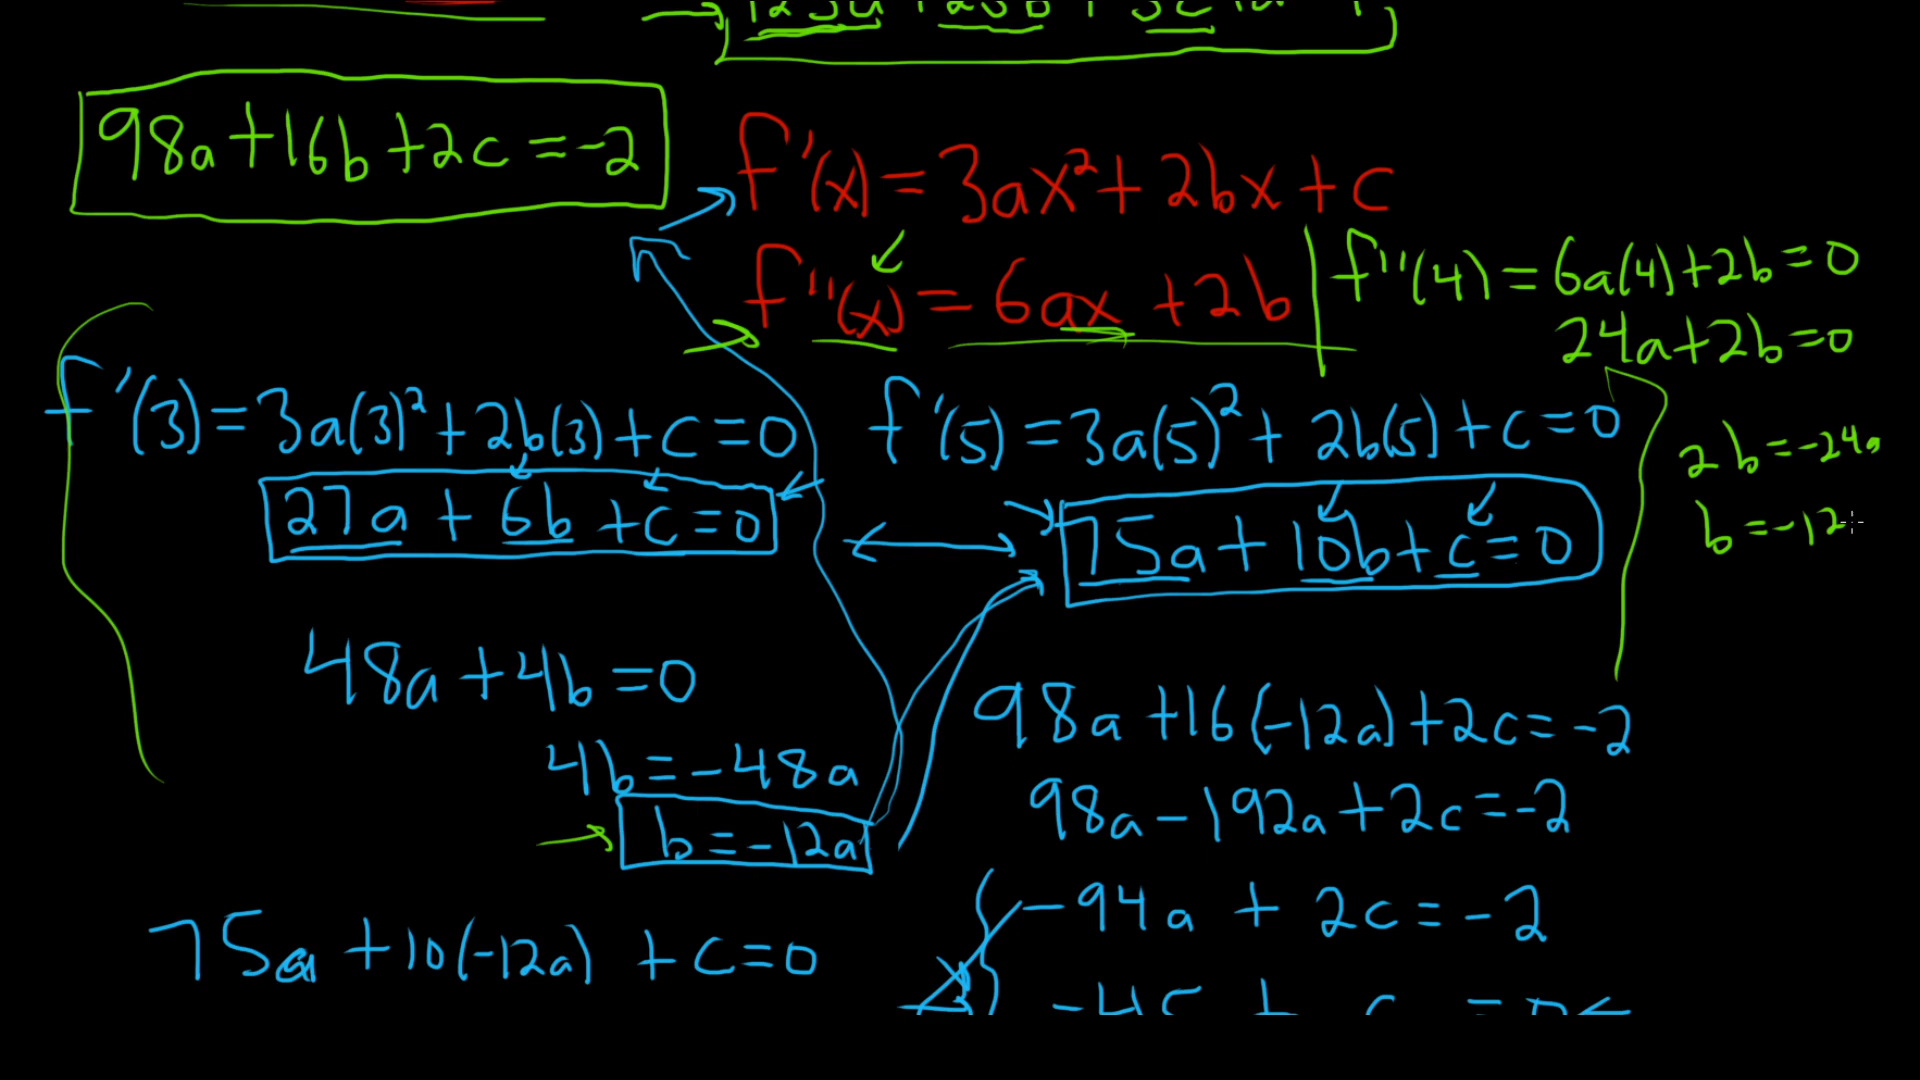 98a+16b+2c=-2
f'(x)=3ax²+2bx+c
f''(x)=6ax+2b
f''(4)=6a(4)+2b=0
24a+2b=0
2b=-24a
b=-12
f'(3)=3a(3)²+2b(3)+c=0
27a+6b+c=0
f'(5)=3a(5)²+2b(5)+c=0
75a+10b+c=0
48a+4b=0
4b=-48a
b=-12a
75a+10(-12a)+c=0
98a+16(-12a)+2c=-2
98a-192a+2c=-2
-94a+2c=-2